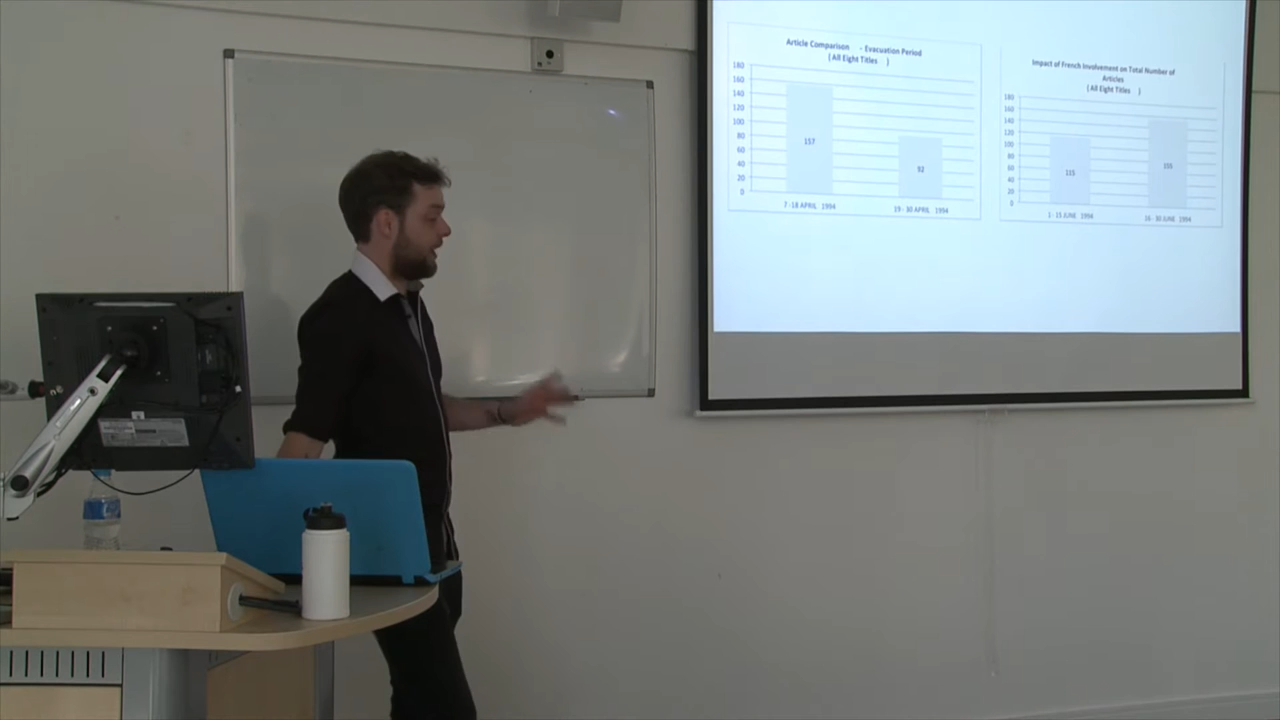 Article Comparison - Evacuation Period
( All Eight Titles )
180
160
140
120
100
80
60
40
20
0
157
92
7 - 18 APRIL 1994
19 - 30 APRIL 1994
Impact of French Involvement on Total Number of
Articles
( All Eight Titles )
180
160
140
120
100
80
60
40
20
0
115
155
1 - 15 JUNE 1994
16 - 30 JUNE 1994